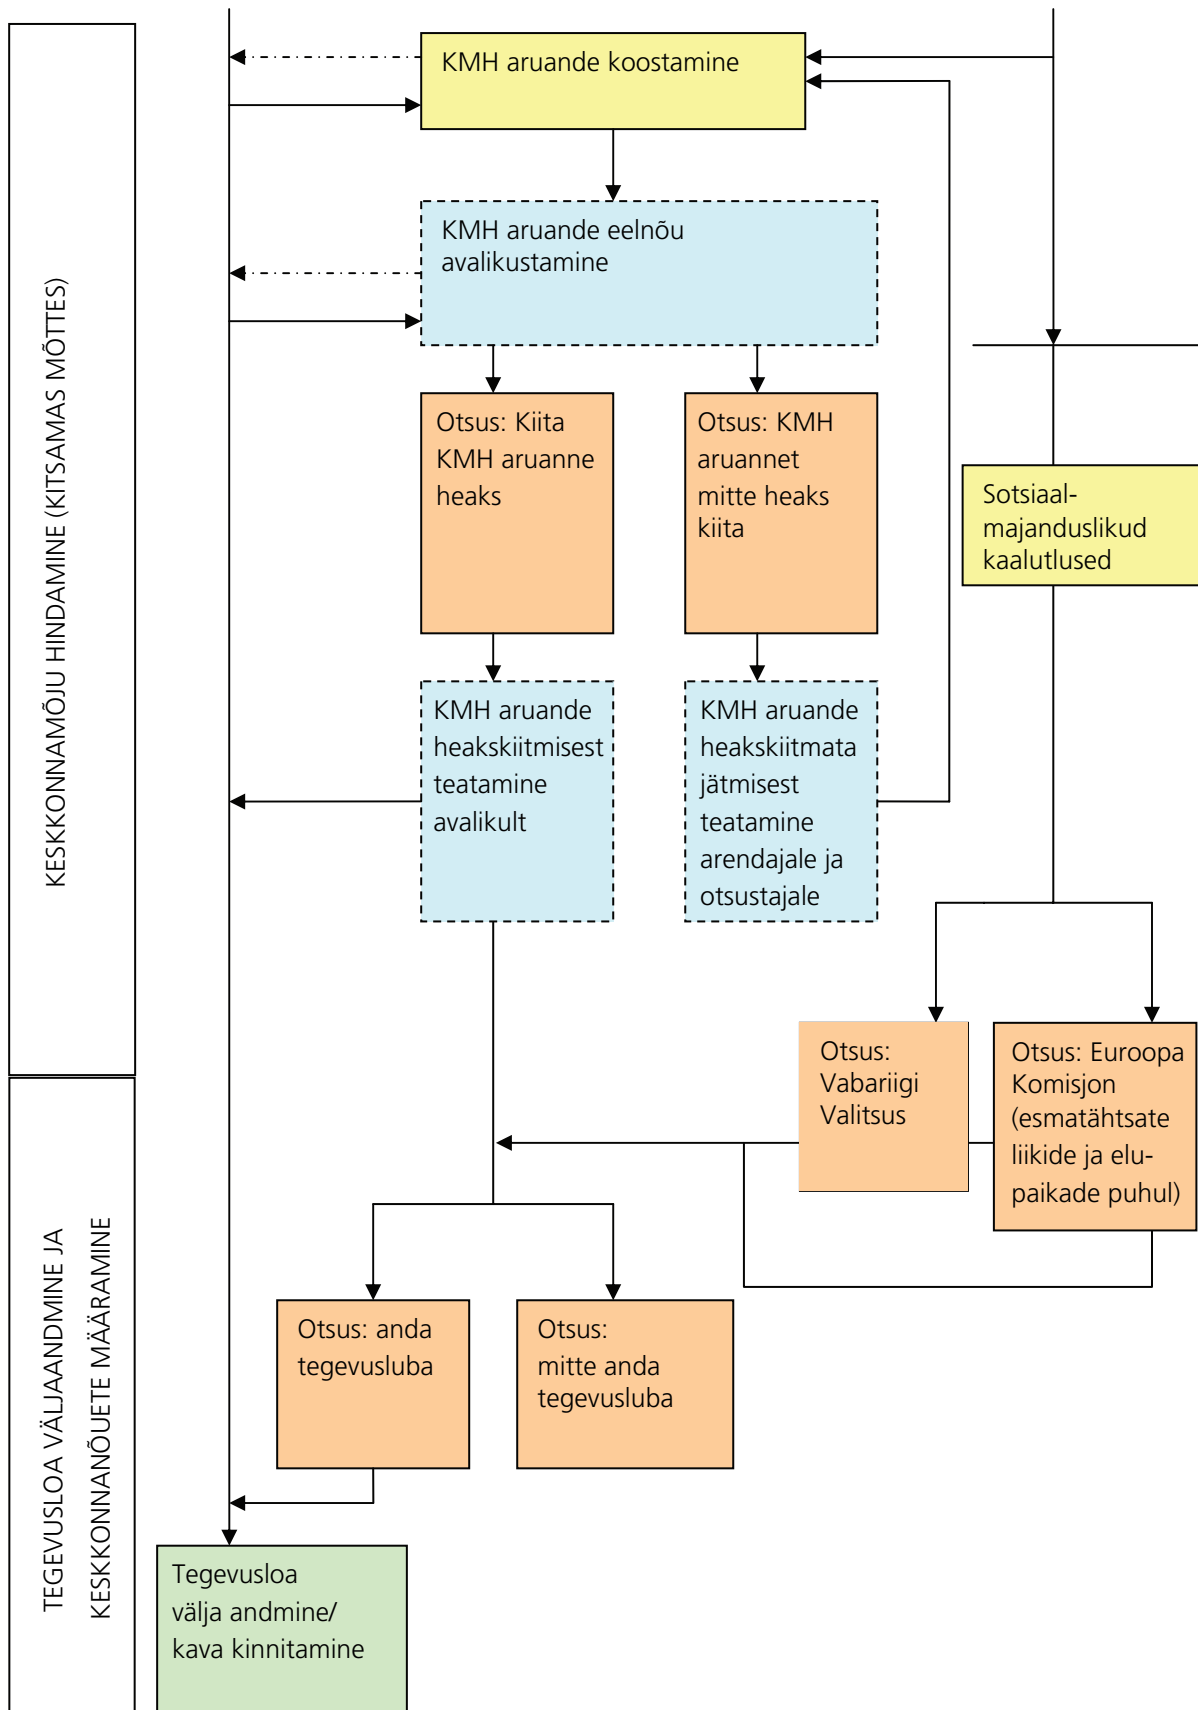 KESKKONNAMÕJU HINDAMINE (KITSAMAS MÕTTES)
KMH aruande koostamine
KMH aruande eelnõu
avalikustamine
Otsus: Kiita
KMH aruanne
heaks
Otsus: KMH
aruannet
mitte heaks
kiita
Sotsiaal-
majanduslikud
kaalutlused
KMH aruande
heakskiitmisest
teatamine
avalikult
KMH aruande
heakskiitmata
jätmisest
teatamine
arendajale ja
otsustajale
Otsus:
Vabariigi
Valitsus
Otsus: Euroopa
Komisjon
(esmatähtsate
liikide ja elu-
paikade puhul)
TEGEVUSLOA VÄLJAANDMINE JA
KESKKONNANÕUETE MÄÄRAMINE
Otsus: anda
tegevusluba
Otsus:
mitte anda
tegevusluba
Tegevusloa
välja andmine/
kava kinnitamine